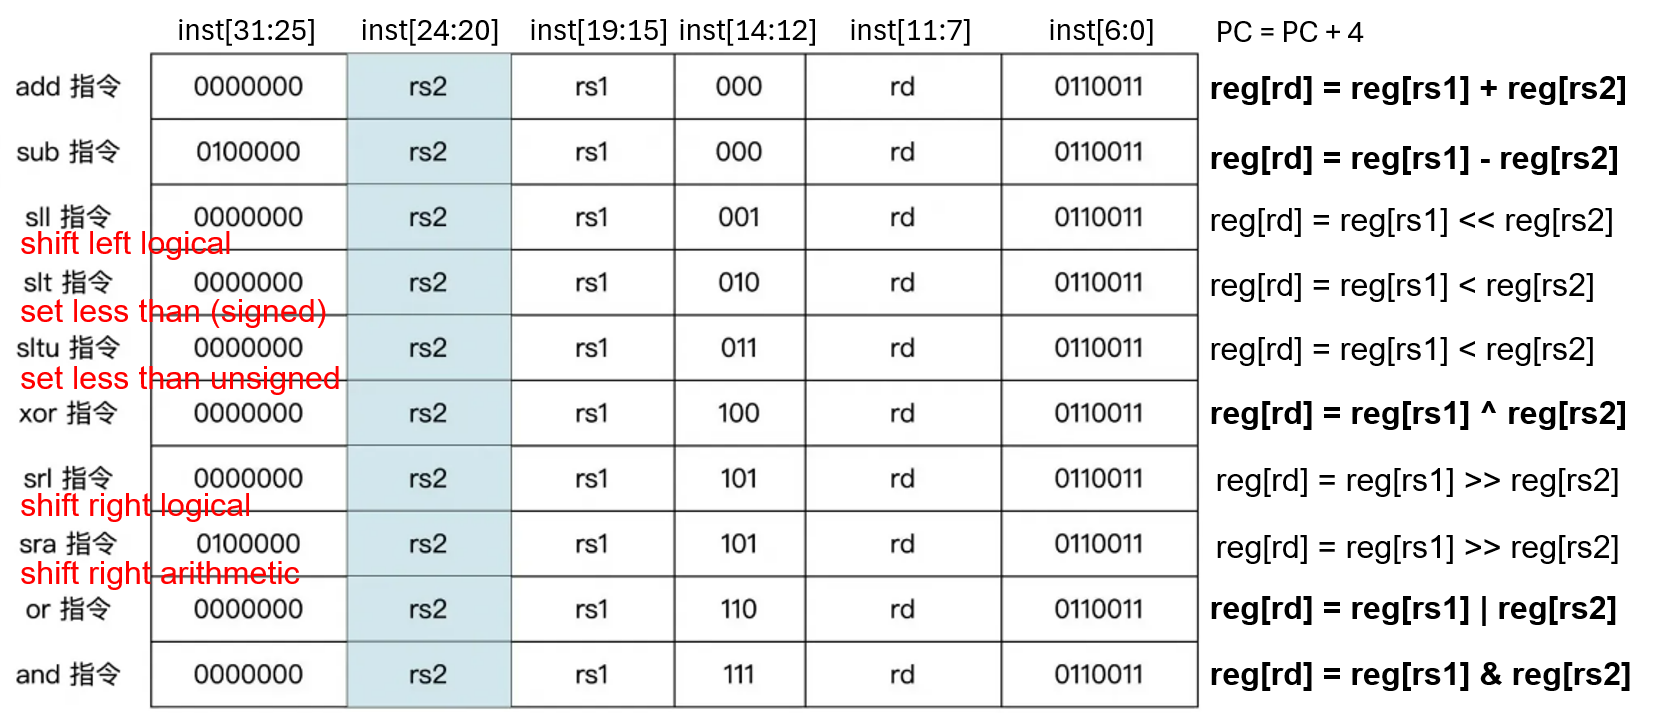 inst[31:25] inst[24:20] inst[19:15] inst[14:12] inst[11:7] inst[6:0] PC = PC + 4
add 指令 0000000 rs2 rs1 000 rd 0110011 reg[rd] = reg[rs1] + reg[rs2]
sub 指令 0100000 rs2 rs1 000 rd 0110011 reg[rd] = reg[rs1] - reg[rs2]
sll 指令 0000000 rs2 rs1 001 rd 0110011 reg[rd] = reg[rs1] << reg[rs2]
shift left logical
slt 指令 0000000 rs2 rs1 010 rd 0110011 reg[rd] = reg[rs1] < reg[rs2]
set less than (signed)
sltu 指令 0000000 rs2 rs1 011 rd 0110011 reg[rd] = reg[rs1] < reg[rs2]
set less than unsigned
xor 指令 0000000 rs2 rs1 100 rd 0110011 reg[rd] = reg[rs1] ^ reg[rs2]
srl 指令 0000000 rs2 rs1 101 rd 0110011 reg[rd] = reg[rs1] >> reg[rs2]
shift right logical
sra 指令 0100000 rs2 rs1 101 rd 0110011 reg[rd] = reg[rs1] >> reg[rs2]
shift right arithmetic
or 指令 0000000 rs2 rs1 110 rd 0110011 reg[rd] = reg[rs1] | reg[rs2]
and 指令 0000000 rs2 rs1 111 rd 0110011 reg[rd] = reg[rs1] & reg[rs2]